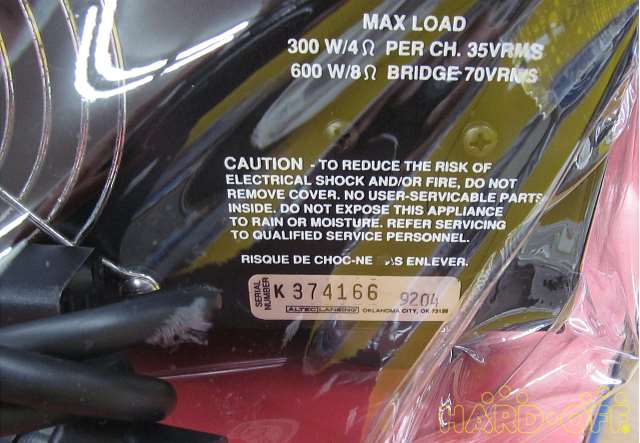 MAX LOAD
300 W/4Ω PER CH. 35VRMS
600 W/8Ω BRIDGE-70VRMS
CAUTION - TO REDUCE THE RISK OF
ELECTRICAL SHOCK AND/OR FIRE, DO NOT
REMOVE COVER. NO USER-SERVICABLE PARTS
INSIDE. DO NOT EXPOSE THIS APPLIANCE
TO RAIN OR MOISTURE. REFER SERVICING
TO QUALIFIED SERVICE PERSONNEL.
RISQUE DE CHOC-NE PAS ENLEVER.
SERIAL NUMBER K 374166 9204
ALTEC LANSING OKLAHOMA CITY, OK
HARD-OFF